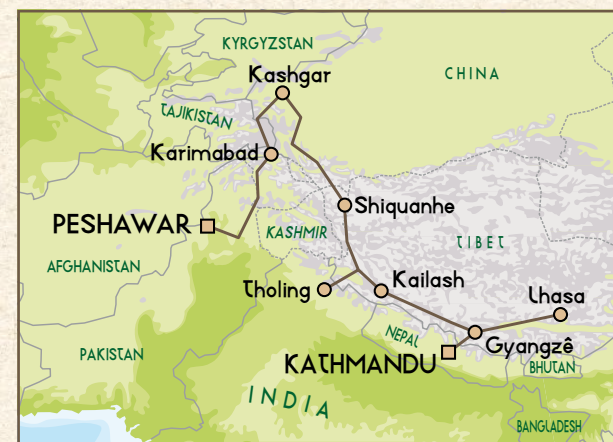 KYRGYZSTAN
Kashgar
CHINA
TAJIKISTAN
Karimabad
Shiquanhe
PESHAWAR
KASHMIR
TIBET
AFGHANISTAN
Tholing
Kailash
Lhasa
NEPAL
Gyangzê
PAKISTAN
KATHMANDU
BHUTAN
INDIA
BANGLADESH